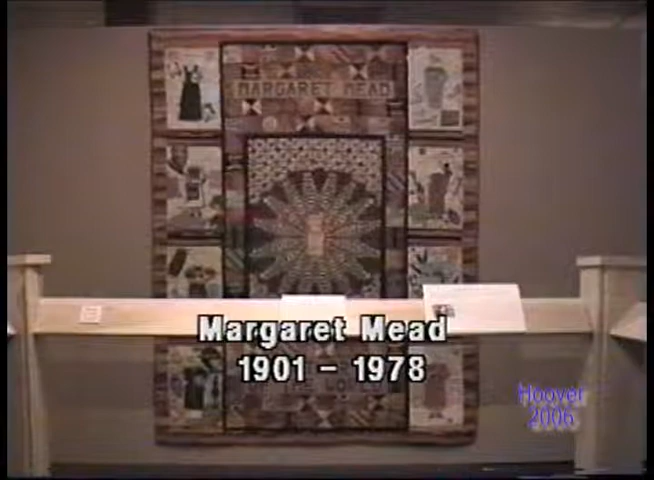 MARGARET MEAD
Margaret Mead
1901 - 1978
Hoover
2006